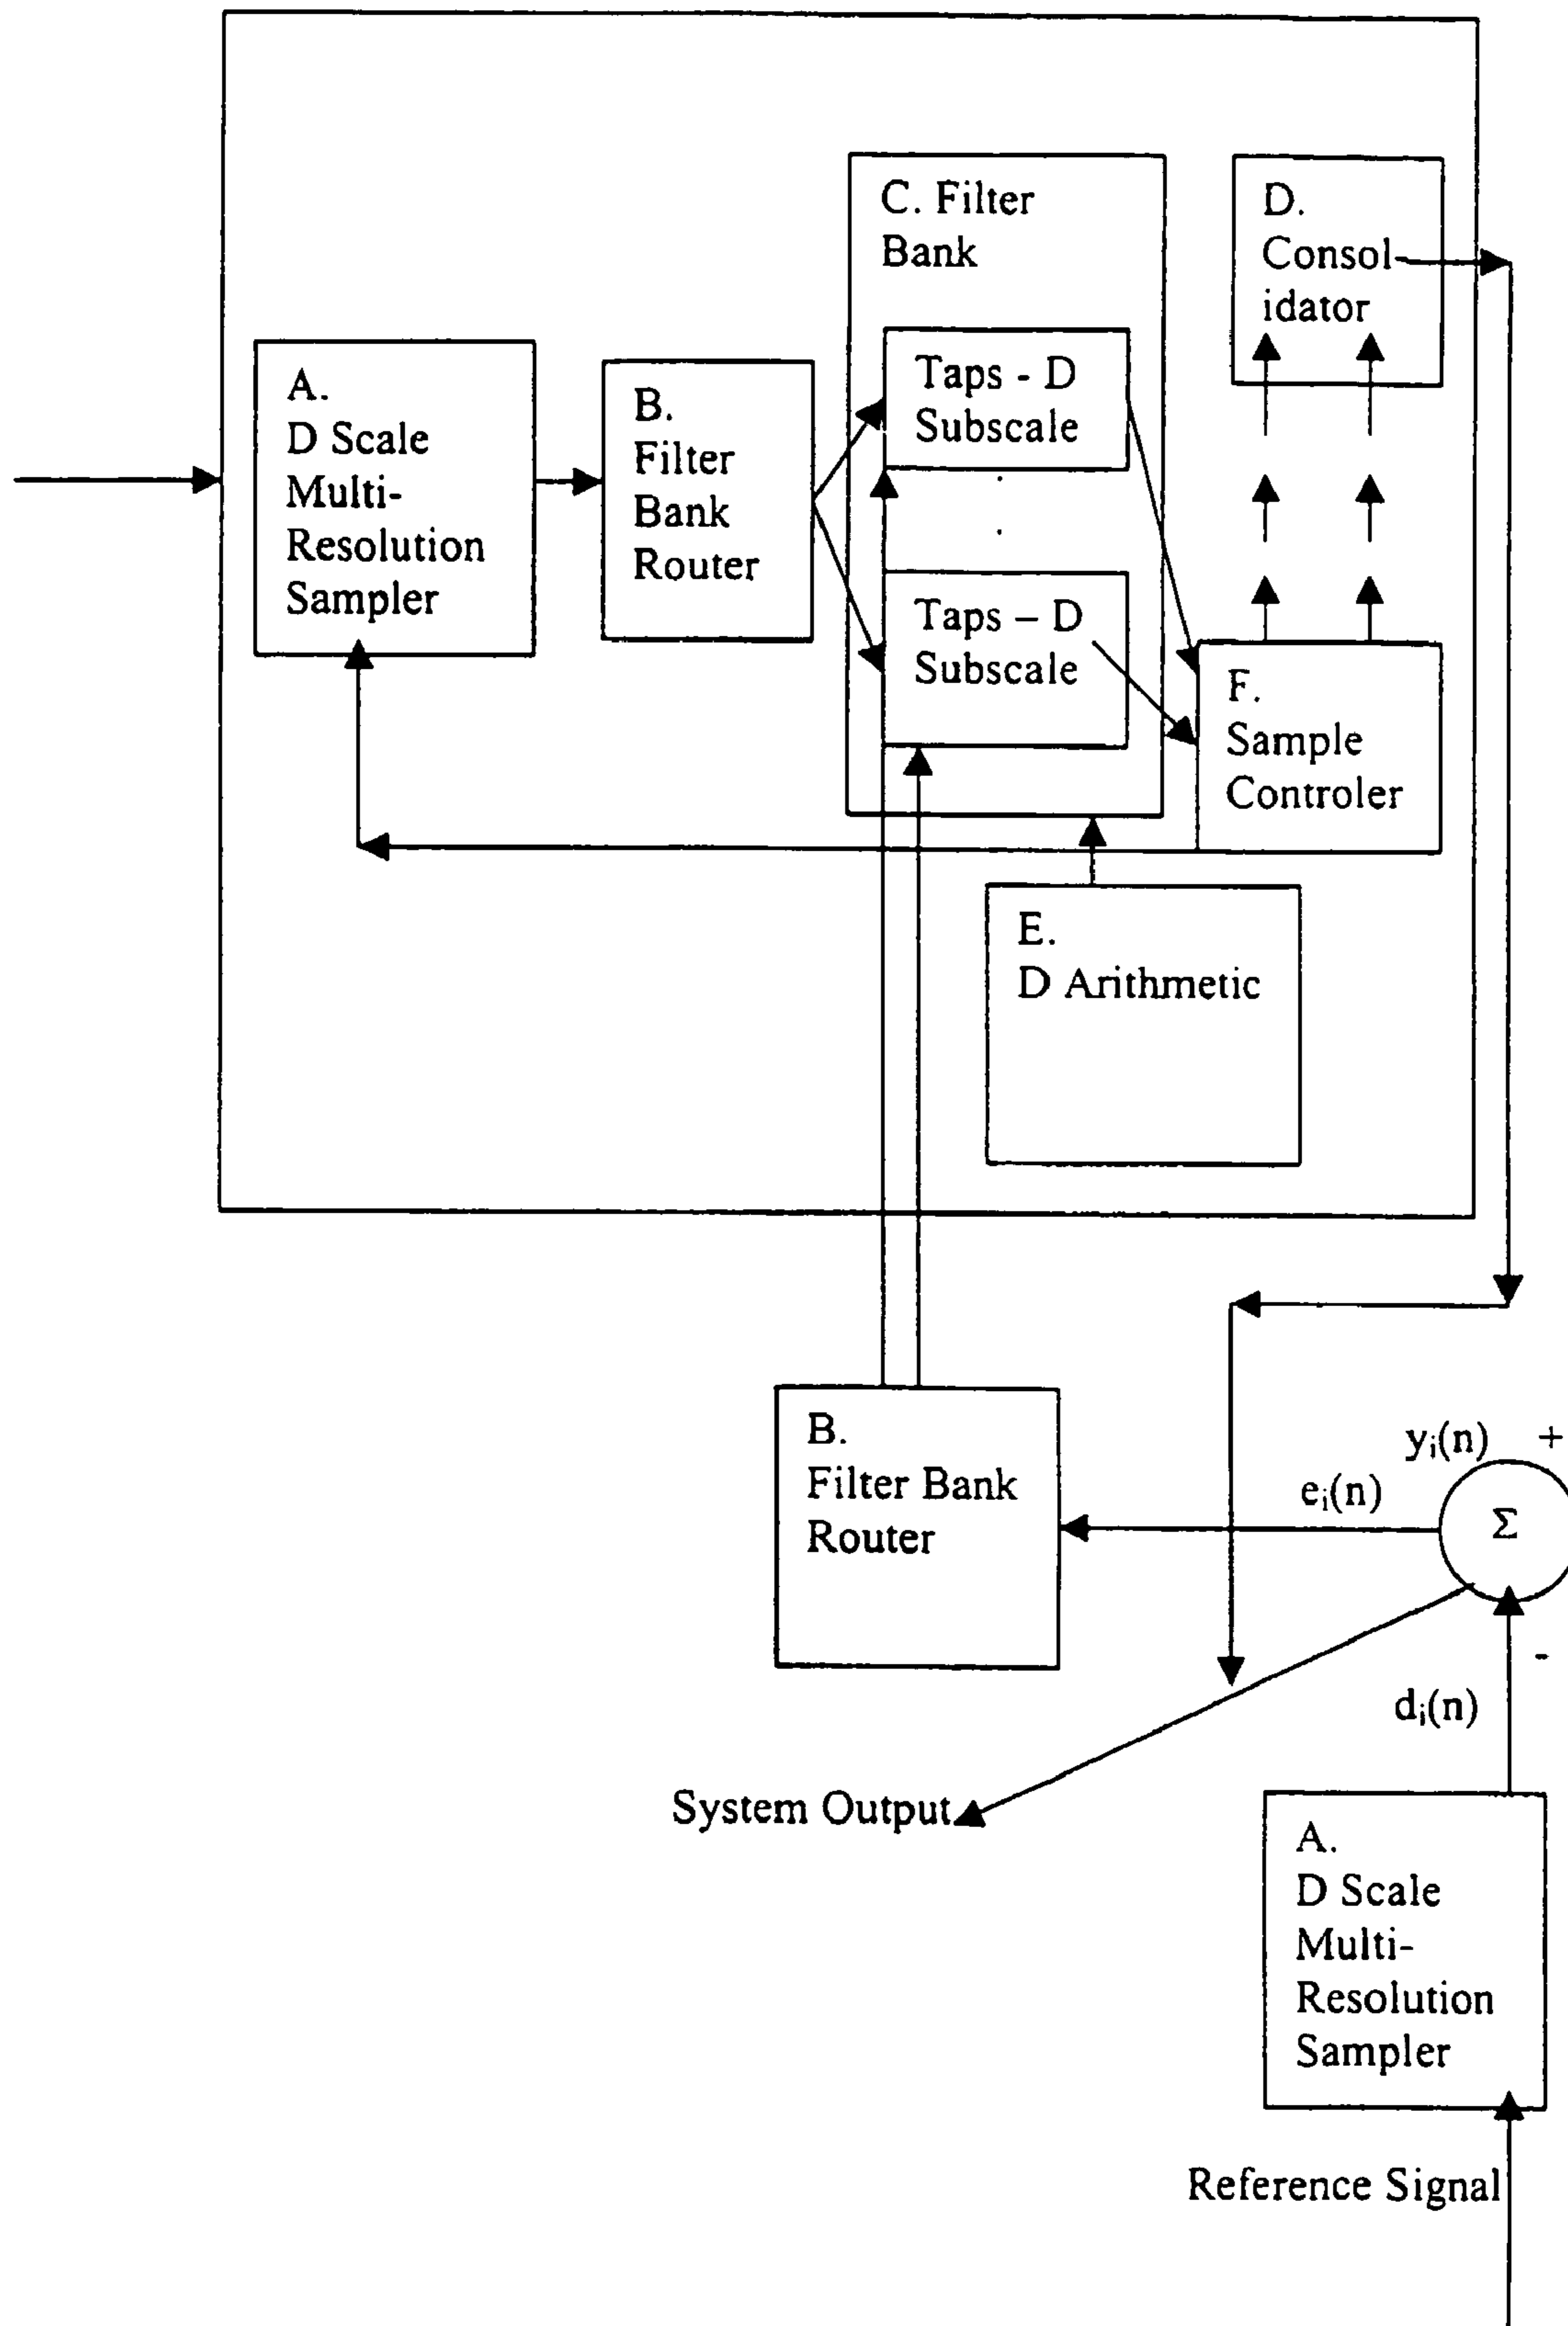 C. Filter
Bank
D.
Consol-
idator
A.
D Scale
Multi-
Resolution
Sampler
B.
Filter
Bank
Router
Taps - D
Subscale
.
.
Taps – D
Subscale
F.
Sample
Controler
E.
D Arithmetic
B.
Filter Bank
Router
yᵢ(n) +
eᵢ(n)
Σ
-
dᵢ(n)
System Output
A.
D Scale
Multi-
Resolution
Sampler
Reference Signal